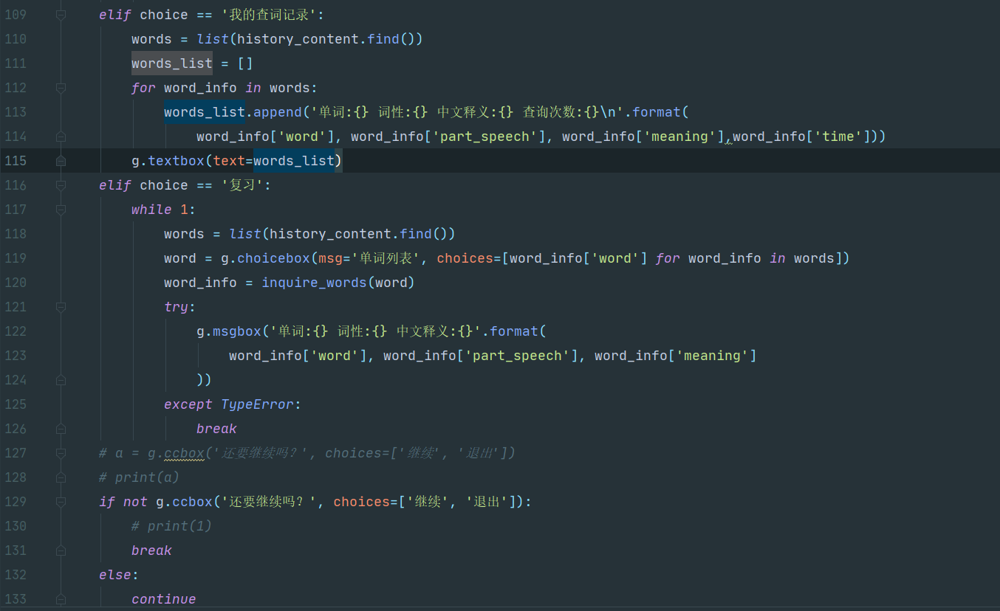 109 elif choice == '我的查词记录':
110 words = list(history_content.find())
111 words_list = []
112 for word_info in words:
113 words_list.append('单词:{} 词性:{} 中文释义:{} 查询次数:{}\n'.format(
114 word_info['word'], word_info['part_speech'], word_info['meaning'],word_info['time']))
115 g.textbox(text=words_list)
116 elif choice == '复习':
117 while 1:
118 words = list(history_content.find())
119 word = g.choicebox(msg='单词列表', choices=[word_info['word'] for word_info in words])
120 word_info = inquire_words(word)
121 try:
122 g.msgbox('单词:{} 词性:{} 中文释义:{}'.format(
123 word_info['word'], word_info['part_speech'], word_info['meaning']
124 ))
125 except TypeError:
126 break
127 # a = g.ccbox('还要继续吗？', choices=['继续', '退出'])
128 # print(a)
129 if not g.ccbox('还要继续吗？', choices=['继续', '退出']):
130 # print(1)
131 break
132 else:
133 continue